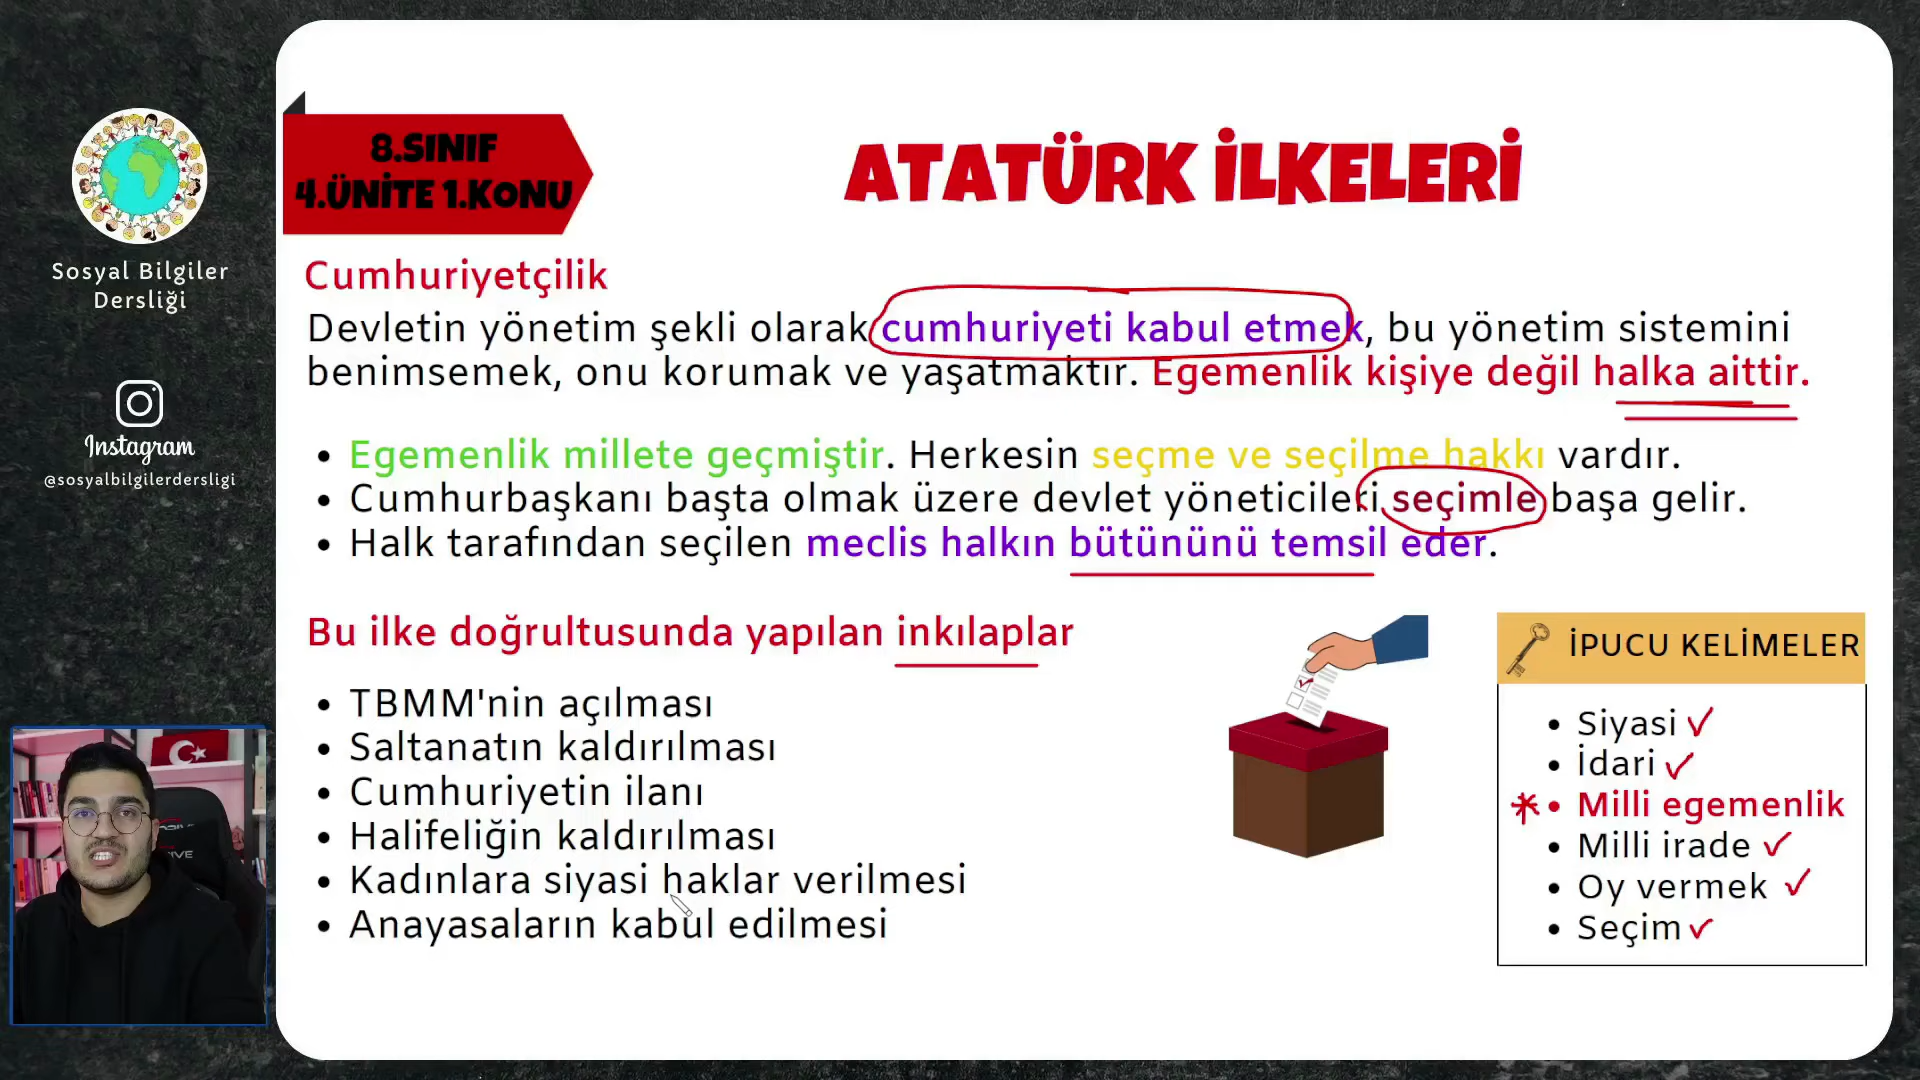 8.SINIF
4.ÜNİTE 1.KONU
ATATÜRK İLKELERİ
Sosyal Bilgiler
Dersliği
Instagram
@sosyalbilgilerdersligi
Cumhuriyetçilik
Devletin yönetim şekli olarak cumhuriyeti kabul etmek, bu yönetim sistemini
benimsemek, onu korumak ve yaşatmaktır. Egemenlik kişiye değil halka aittir.
• Egemenlik millete geçmiştir. Herkesin seçme ve seçilme hakkı vardır.
• Cumhurbaşkanı başta olmak üzere devlet yöneticileri seçimle başa gelir.
• Halk tarafından seçilen meclis halkın bütününü temsil eder.
Bu ilke doğrultusunda yapılan inkılaplar
• TBMM'nin açılması
• Saltanatın kaldırılması
• Cumhuriyetin ilanı
• Halifeliğin kaldırılması
• Kadınlara siyasi haklar verilmesi
• Anayasaların kabul edilmesi
İPUCU KELİMELER
• Siyasi
• İdari
• Milli egemenlik
• Milli irade
• Oy vermek
• Seçim